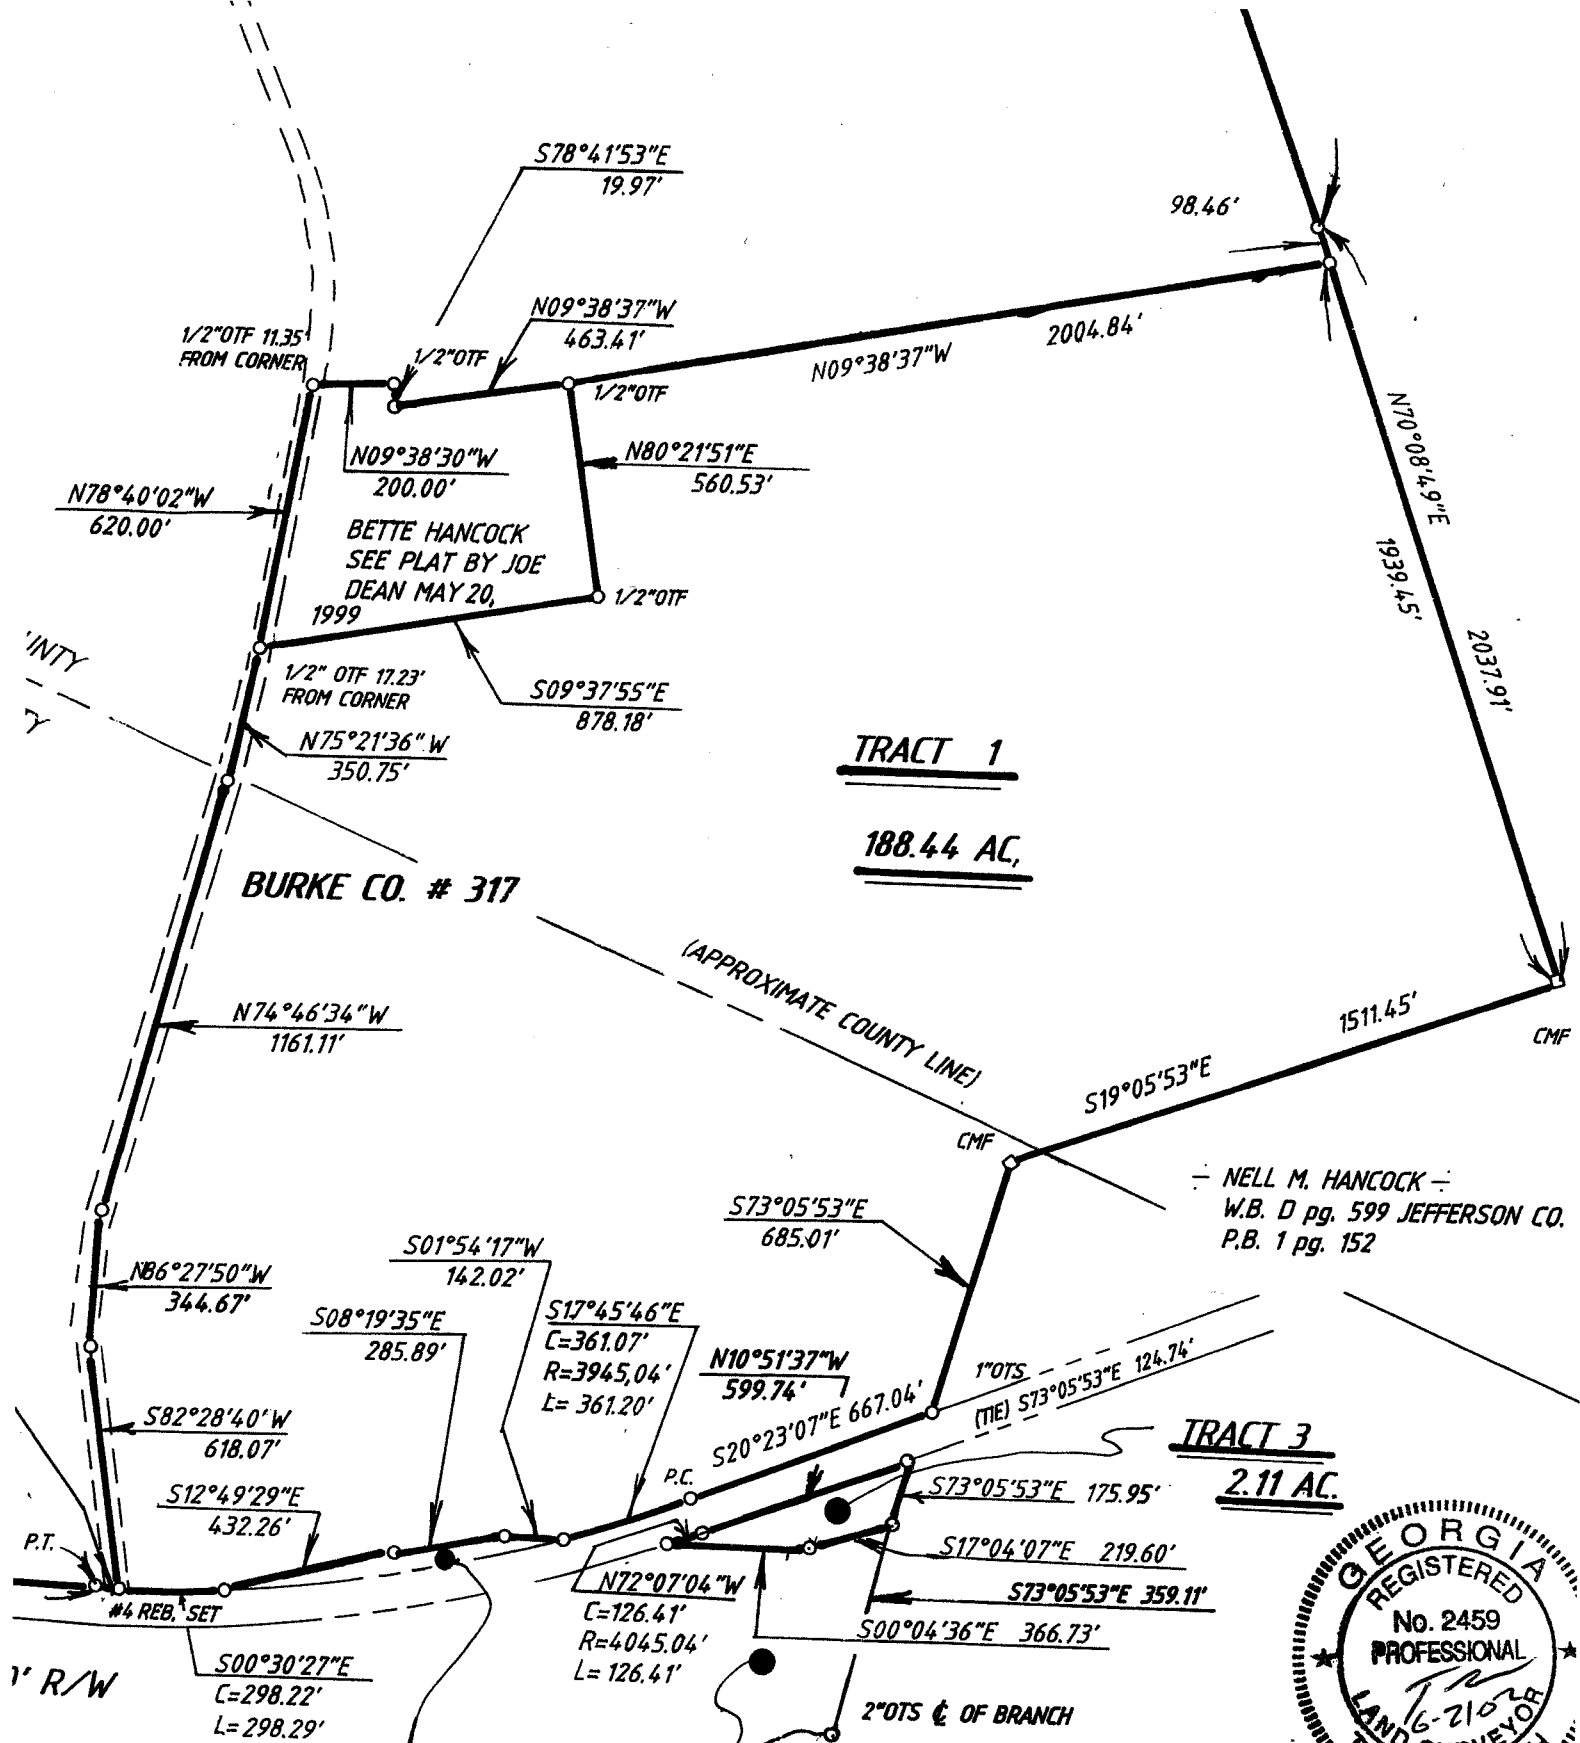 S78°41'53"E
19.97'
98.46'
N09°38'37"W
463.41'
1/2"OTF 11.35'
FROM CORNER
1/2"OTF
2004.84'
N09°38'37"W
1/2"OTF
N70°08'49"E
1939.45'
2037.91'
N80°21'51"E
560.53'
N09°38'30"W
200.00'
N78°40'02"W
620.00'
BETTE HANCOCK
SEE PLAT BY JOE
DEAN MAY 20,
1999
1/2"OTF
1/2" OTF 17.23'
FROM CORNER
S09°37'55"E
878.18'
N75°21'36"W
350.75'
TRACT 1
188.44 AC,
BURKE CO. # 317
(APPROXIMATE COUNTY LINE)
N74°46'34"W
1161.11'
1511.45'
S19°05'53"E
CMF
CMF
NELL M. HANCOCK
W.B. D pg. 599 JEFFERSON CO.
P.B. 1 pg. 152
S73°05'53"E
685.01'
S01°54'17"W
142.02'
N86°27'50"W
344.67'
S08°19'35"E
285.89'
S17°45'46"E
C=361.07'
R=3945,04'
L= 361.20'
N10°51'37"W
599.74'
1"OTS
(TIE) S73°05'53"E 124.74'
S20°23'07"E 667.04'
P.C.
S82°28'40'W
618.07'
S12°49'29"E
432.26'
TRACT 3
2.11 AC.
S73°05'53"E 175.95'
P.T.
S17°04'07"E 219.60'
S73°05'53"E 359.11'
#4 REB. SET
N72°07'04"W
C=126.41'
R=4045.04'
L= 126.41'
S00°04'36"E 366.73'
S00°30'27"E
C=298.22'
L=298.29'
' R/W
2"OTS ℄ OF BRANCH
GEORGIA
REGISTERED
No. 2459
PROFESSIONAL
LAND SURVEYOR